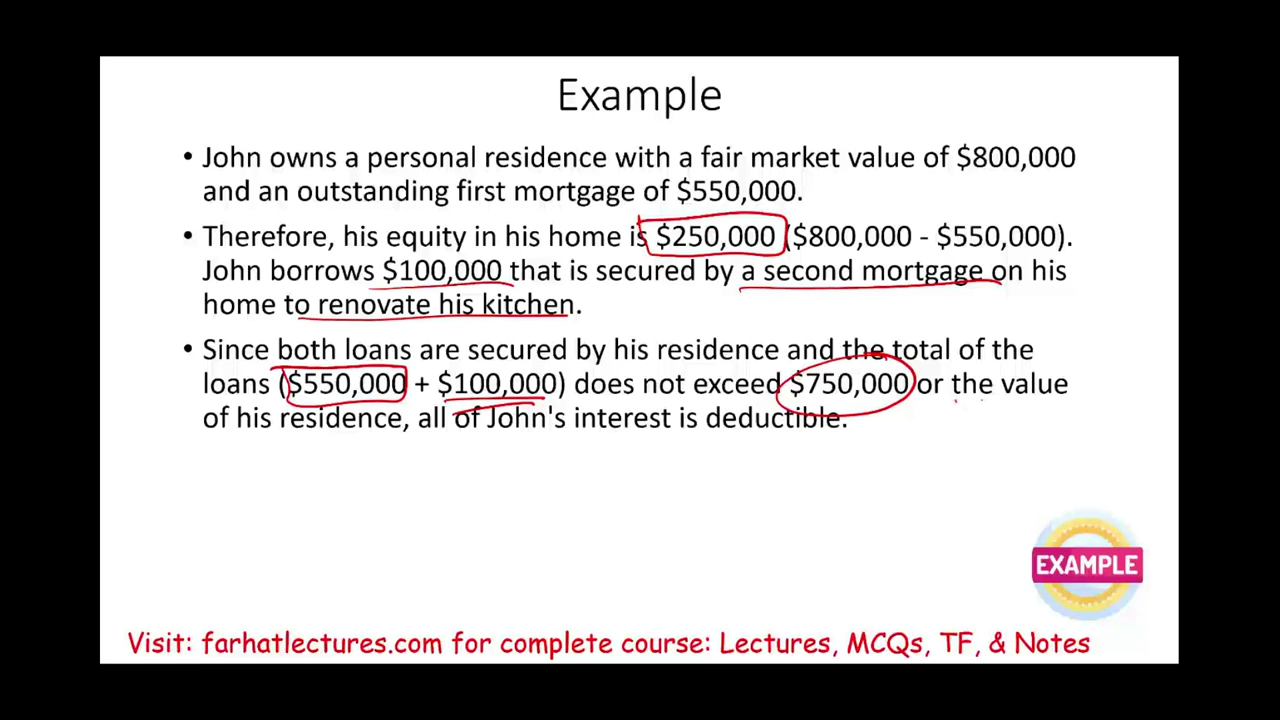 Example
• John owns a personal residence with a fair market value of $800,000
and an outstanding first mortgage of $550,000.
• Therefore, his equity in his home is $250,000 ($800,000 - $550,000).
John borrows $100,000 that is secured by a second mortgage on his
home to renovate his kitchen.
• Since both loans are secured by his residence and the total of the
loans ($550,000 + $100,000) does not exceed $750,000 or the value
of his residence, all of John's interest is deductible.
EXAMPLE
Visit: farhatlectures.com for complete course: Lectures, MCQs, TF, & Notes